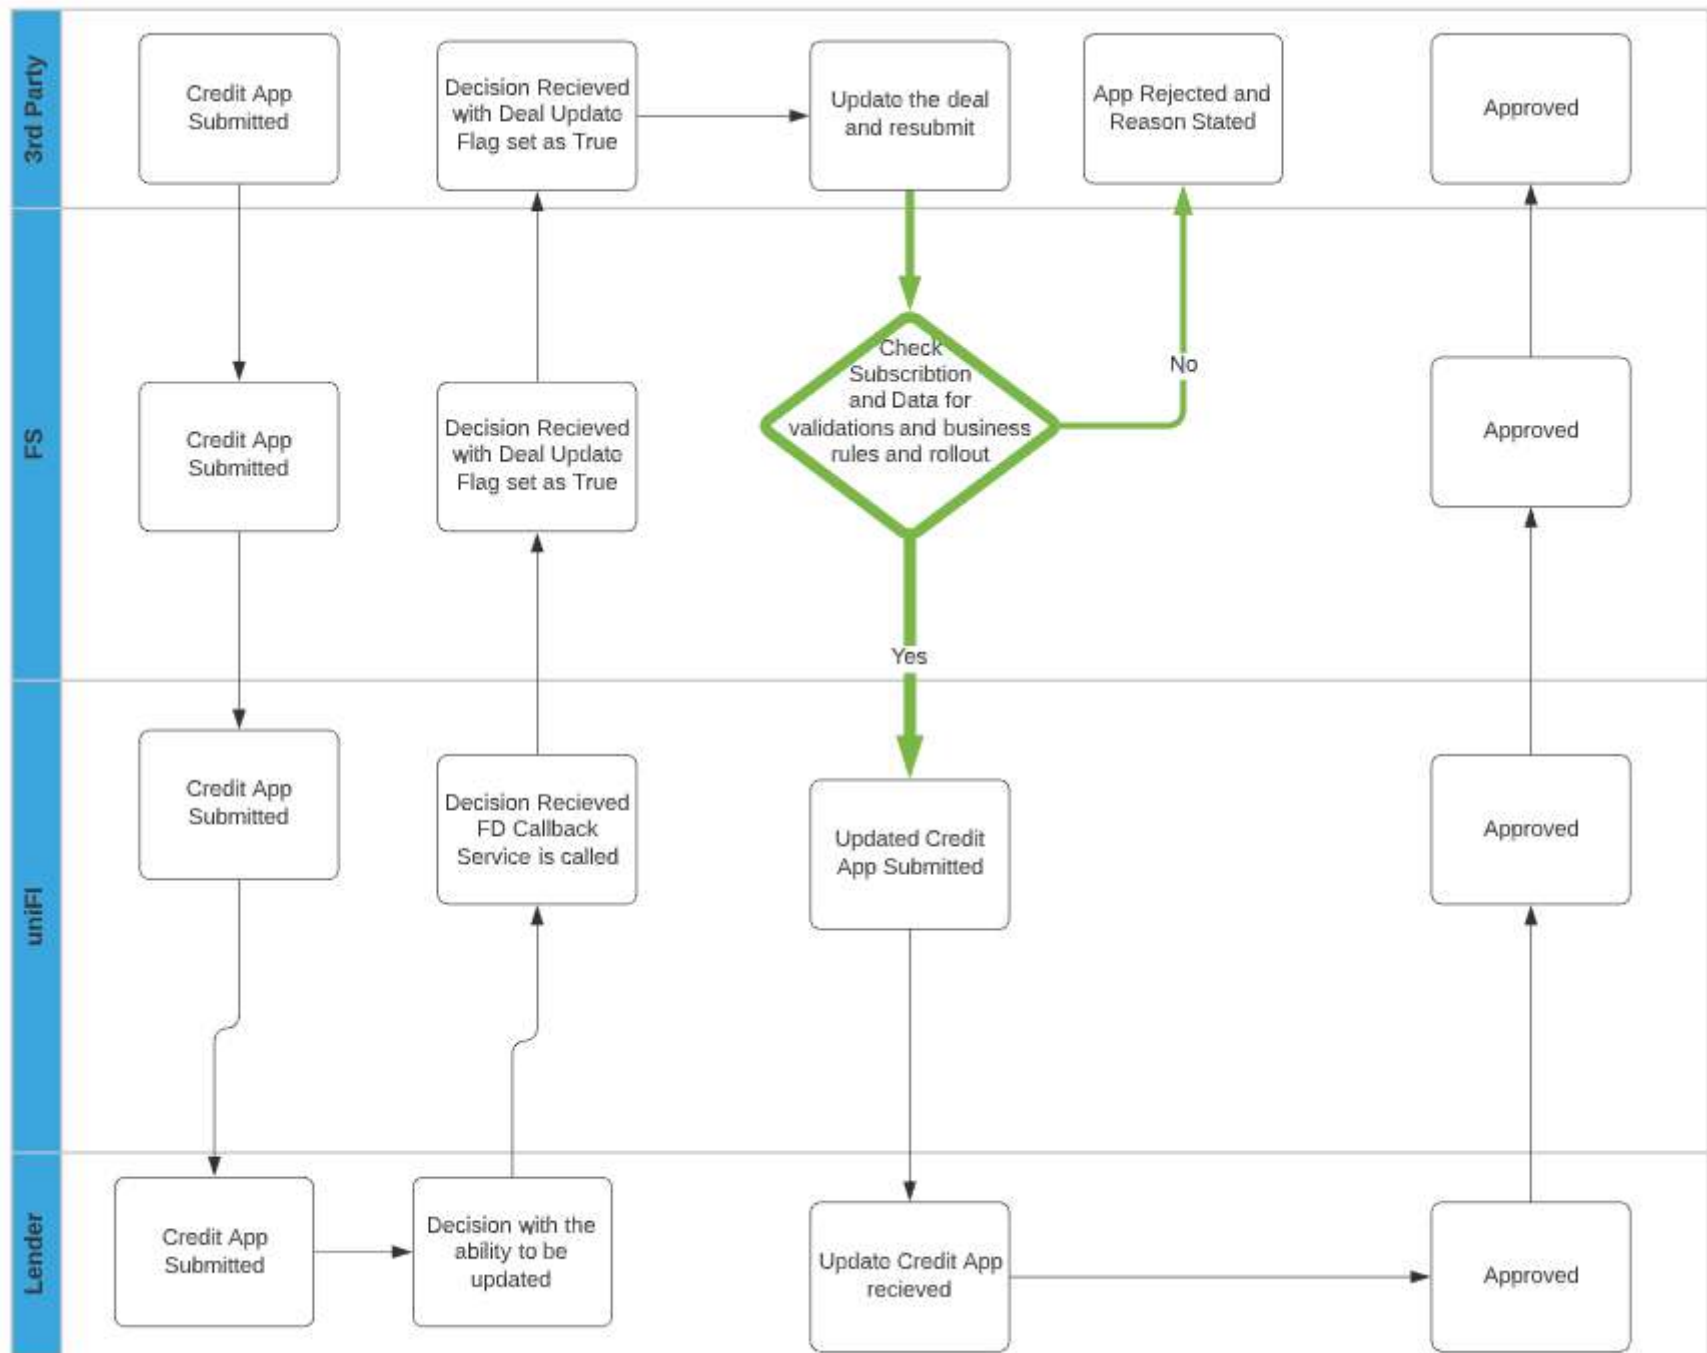 3rd Party
Credit App
Submitted
Decision Recieved
with Deal Update
Flag set as True
Update the deal
and resubmit
App Rejected and
Reason Stated
Approved
FS
Credit App
Submitted
Decision Recieved
with Deal Update
Flag set as True
Check
Subscribtion
and Data for
validations and business
rules and rollout
No
Yes
Approved
uniFI
Credit App
Submitted
Decision Recieved
FD Callback
Service is called
Updated Credit
App Submitted
Approved
Lender
Credit App
Submitted
Decision with the
ability to be
updated
Update Credit App
recieved
Approved